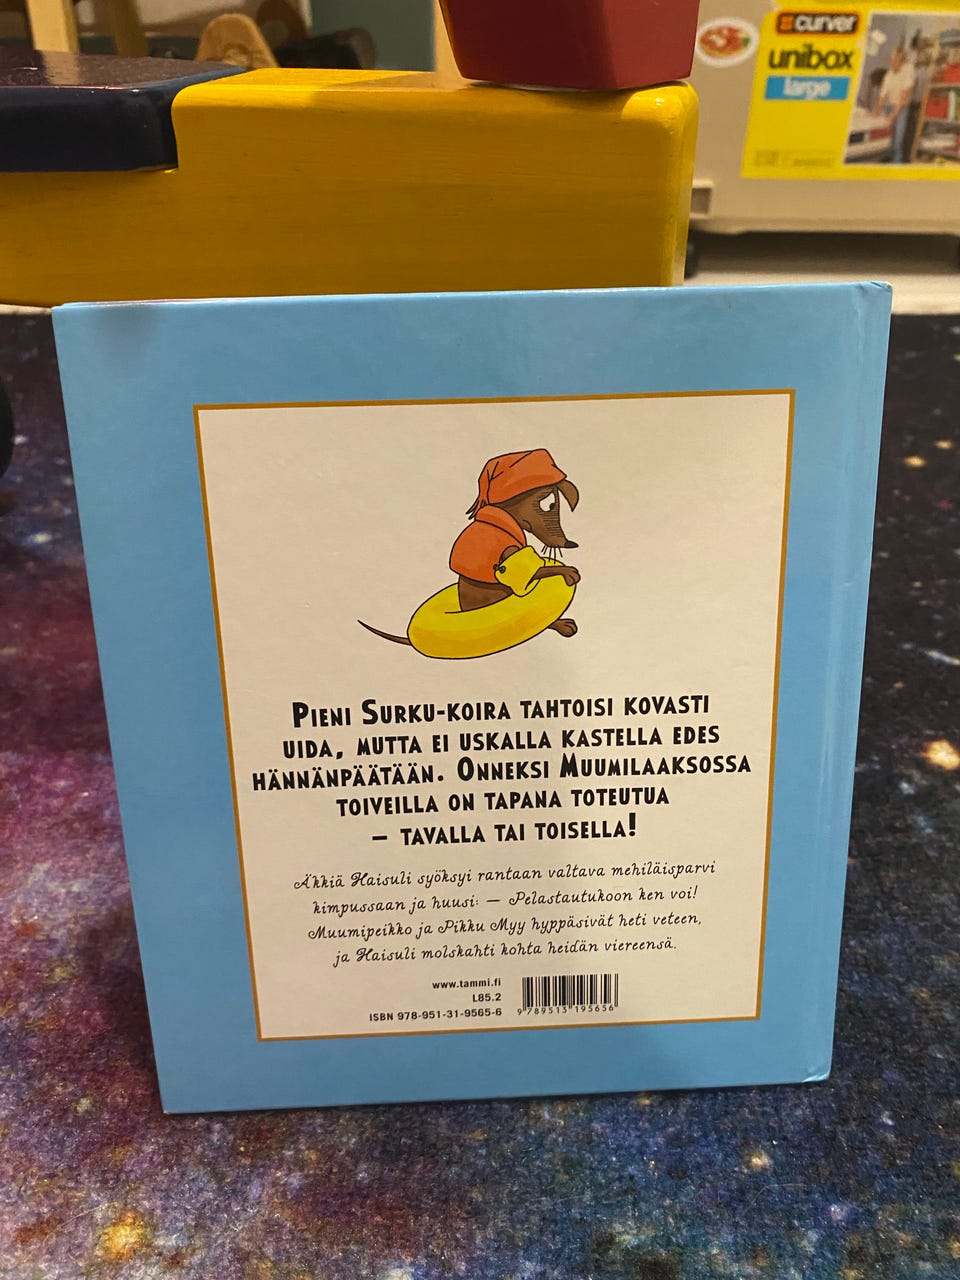 curver
unibox
large
PIENI SURKU-KOIRA TAHTOISI KOVASTI
UIDA, MUTTA EI USKALLA KASTELLA EDES
HÄNNÄNPÄÄTÄÄN. ONNEKSI MUUMILAAKSOSSA
TOIVEILLA ON TAPANA TOTEUTUA
– TAVALLA TAI TOISELLA!
Äkkiä Haisuli syöksyi rantaan valtava mehiläisparvi
kimpussaan ja huusi: – Pelastautukoon ken voi!
Muumipeikko ja Pikku Myy hyppäsivät heti veteen,
ja Haisuli molskahti kohta heidän viereensä.
www.tammi.fi
L85.2
ISBN 978-951-31-9565-6
9 789513 195656